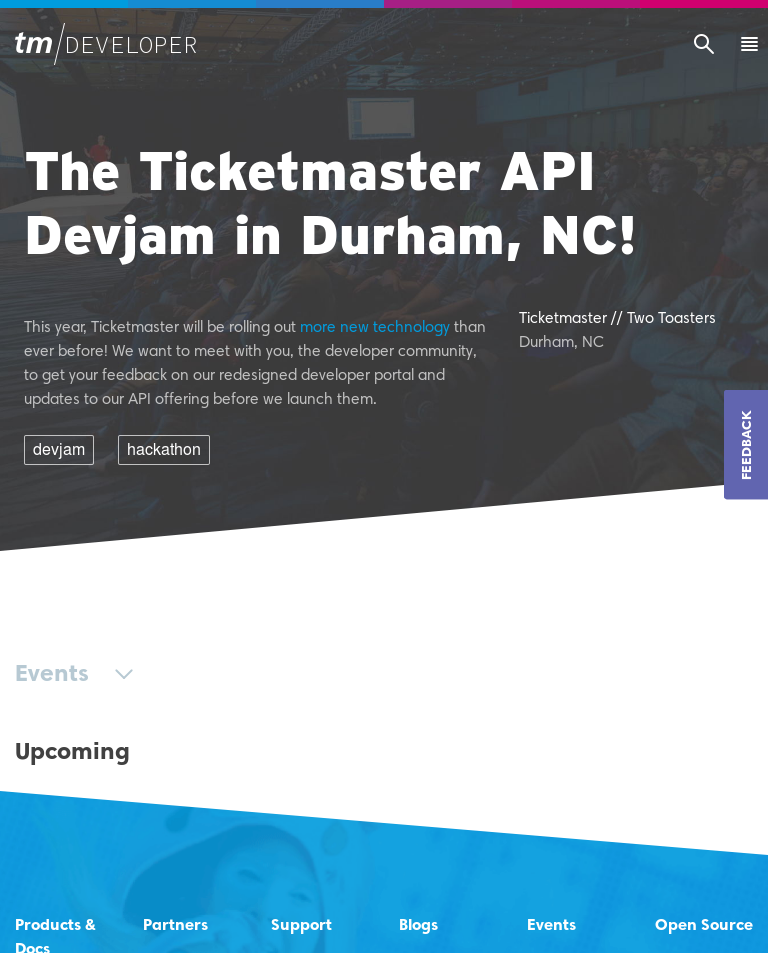 tm/DEVELOPER
The Ticketmaster API
Devjam in Durham, NC!
This year, Ticketmaster will be rolling out more new technology than
ever before! We want to meet with you, the developer community,
to get your feedback on our redesigned developer portal and
updates to our API offering before we launch them.
Ticketmaster // Two Toasters
Durham, NC
devjam hackathon
FEEDBACK
Events
Upcoming
Products & Partners Support Blogs Events Open Source
Docs